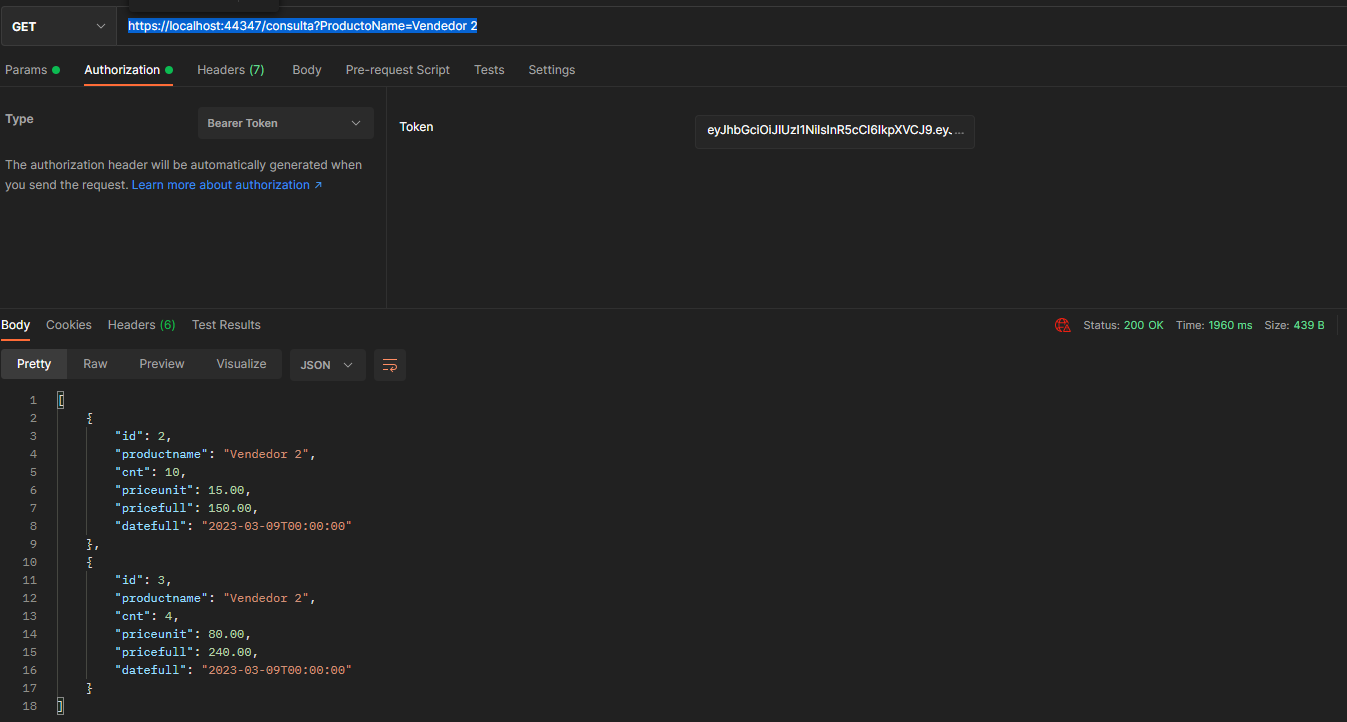 GET
https://localhost:44347/consulta?ProductoName=Vendedor 2
Params Authorization Headers (7) Body Pre-request Script Tests Settings
Type Bearer Token
The authorization header will be automatically generated when
you send the request. Learn more about authorization ↗
Token eyJhbGciOiJIUzI1NiIsInR5cCI6IkpXVCJ9.eyJ...
Body Cookies Headers (6) Test Results Status: 200 OK Time: 1960 ms Size: 439 B
Pretty Raw Preview Visualize JSON
1 [
2 {
3 "id": 2,
4 "productname": "Vendedor 2",
5 "cnt": 10,
6 "priceunit": 15.00,
7 "pricefull": 150.00,
8 "datefull": "2023-03-09T00:00:00"
9 },
10 {
11 "id": 3,
12 "productname": "Vendedor 2",
13 "cnt": 4,
14 "priceunit": 80.00,
15 "pricefull": 240.00,
16 "datefull": "2023-03-09T00:00:00"
17 }
18 ]